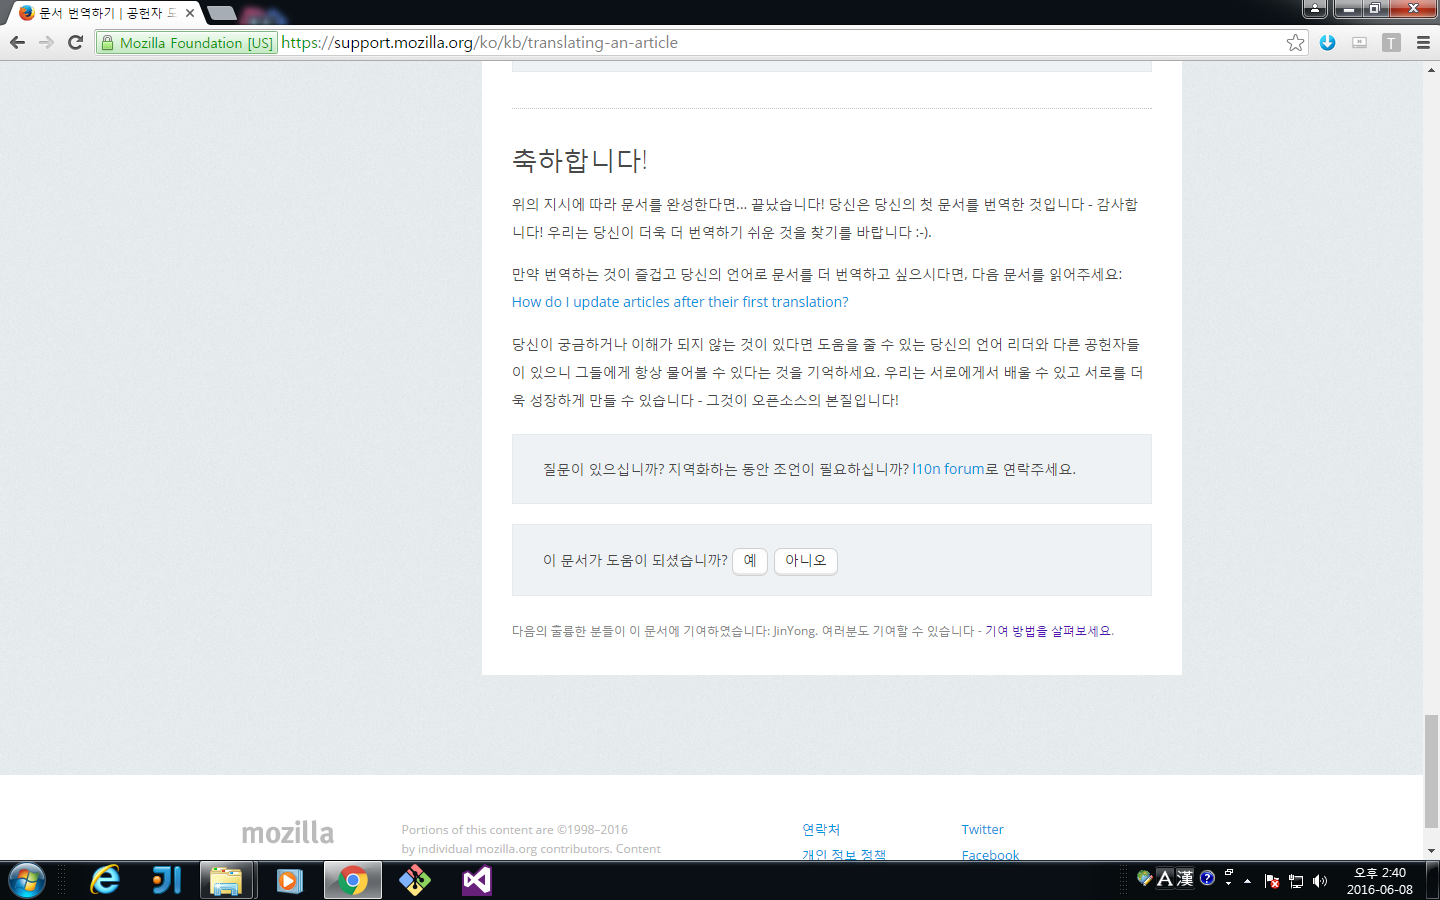 문서 번역하기 | 공헌자 도
Mozilla Foundation [US]
https://support.mozilla.org/ko/kb/translating-an-article
축하합니다!
위의 지시에 따라 문서를 완성한다면... 끝났습니다! 당신은 당신의 첫 문서를 번역한 것입니다 - 감사합
니다! 우리는 당신이 더욱 더 번역하기 쉬운 것을 찾기를 바랍니다 :-).
만약 번역하는 것이 즐겁고 당신의 언어로 문서를 더 번역하고 싶으시다면, 다음 문서를 읽어주세요:
How do I update articles after their first translation?
당신이 궁금하거나 이해가 되지 않는 것이 있다면 도움을 줄 수 있는 당신의 언어 리더와 다른 공헌자들
이 있으니 그들에게 항상 물어볼 수 있다는 것을 기억하세요. 우리는 서로에게서 배울 수 있고 서로를 더
욱 성장하게 만들 수 있습니다 - 그것이 오픈소스의 본질입니다!
질문이 있으십니까? 지역화하는 동안 조언이 필요하십니까? l10n forum로 연락주세요.
이 문서가 도움이 되셨습니까? 예 아니오
다음의 훌륭한 분들이 이 문서에 기여하였습니다: JinYong. 여러분도 기여할 수 있습니다 - 기여 방법을 살펴보세요.
mozilla
Portions of this content are ©1998–2016
by individual mozilla.org contributors. Content
연락처
개인 정보 정책
Twitter
Facebook
JI
A 漢
오후 2:40
2016-06-08